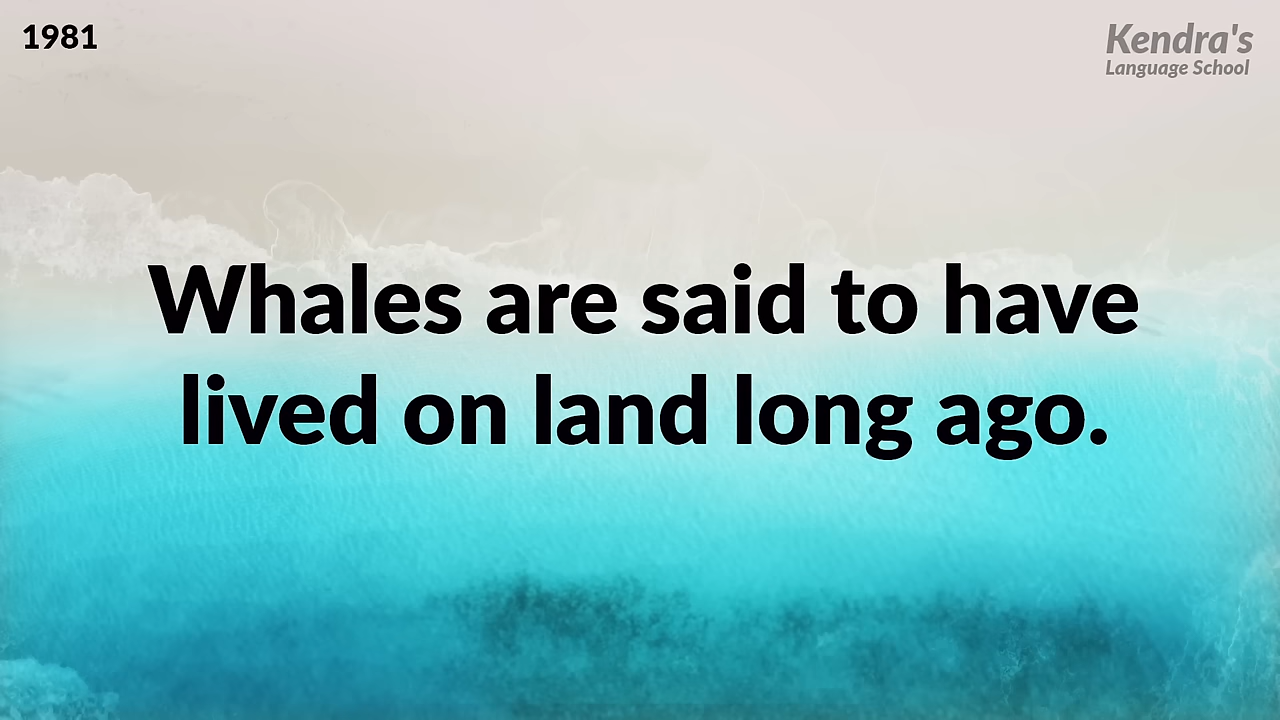 1981
Kendra's
Language School
Whales are said to have
lived on land long ago.